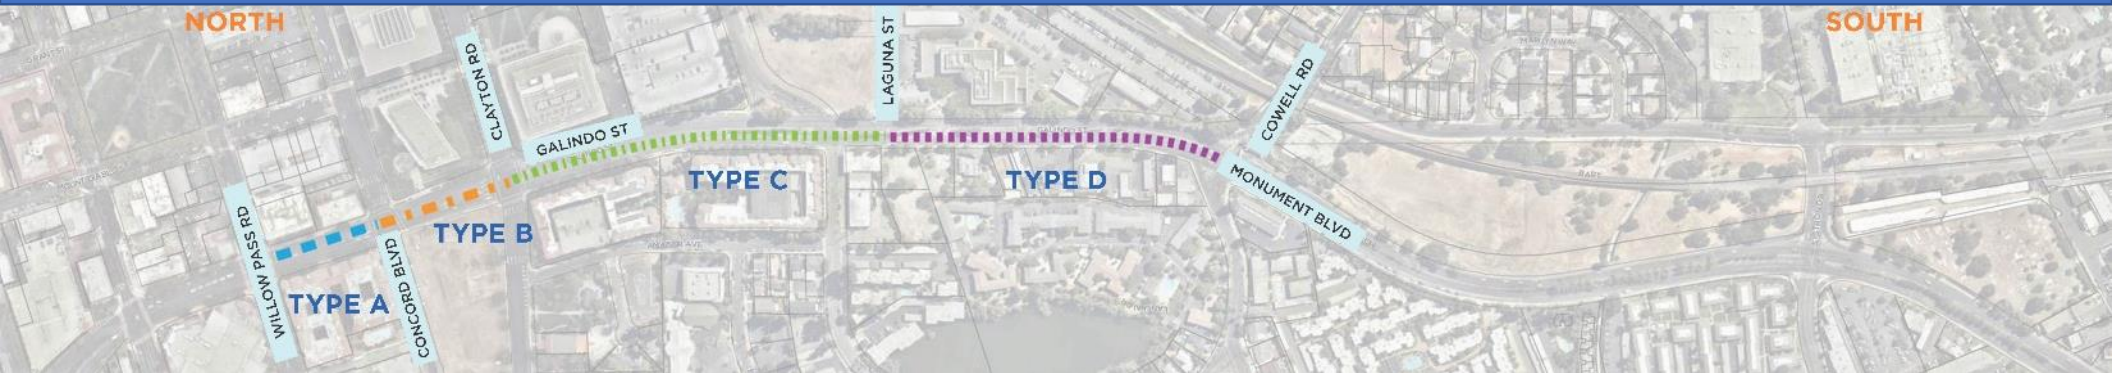 NORTH
SOUTH
CLAYTON RD
LAGUNA ST
COWELL RD
GALINDO ST
TYPE C
TYPE D
MONUMENT BLVD
TYPE B
WILLOW PASS RD
TYPE A
CONCORD BLVD
BART